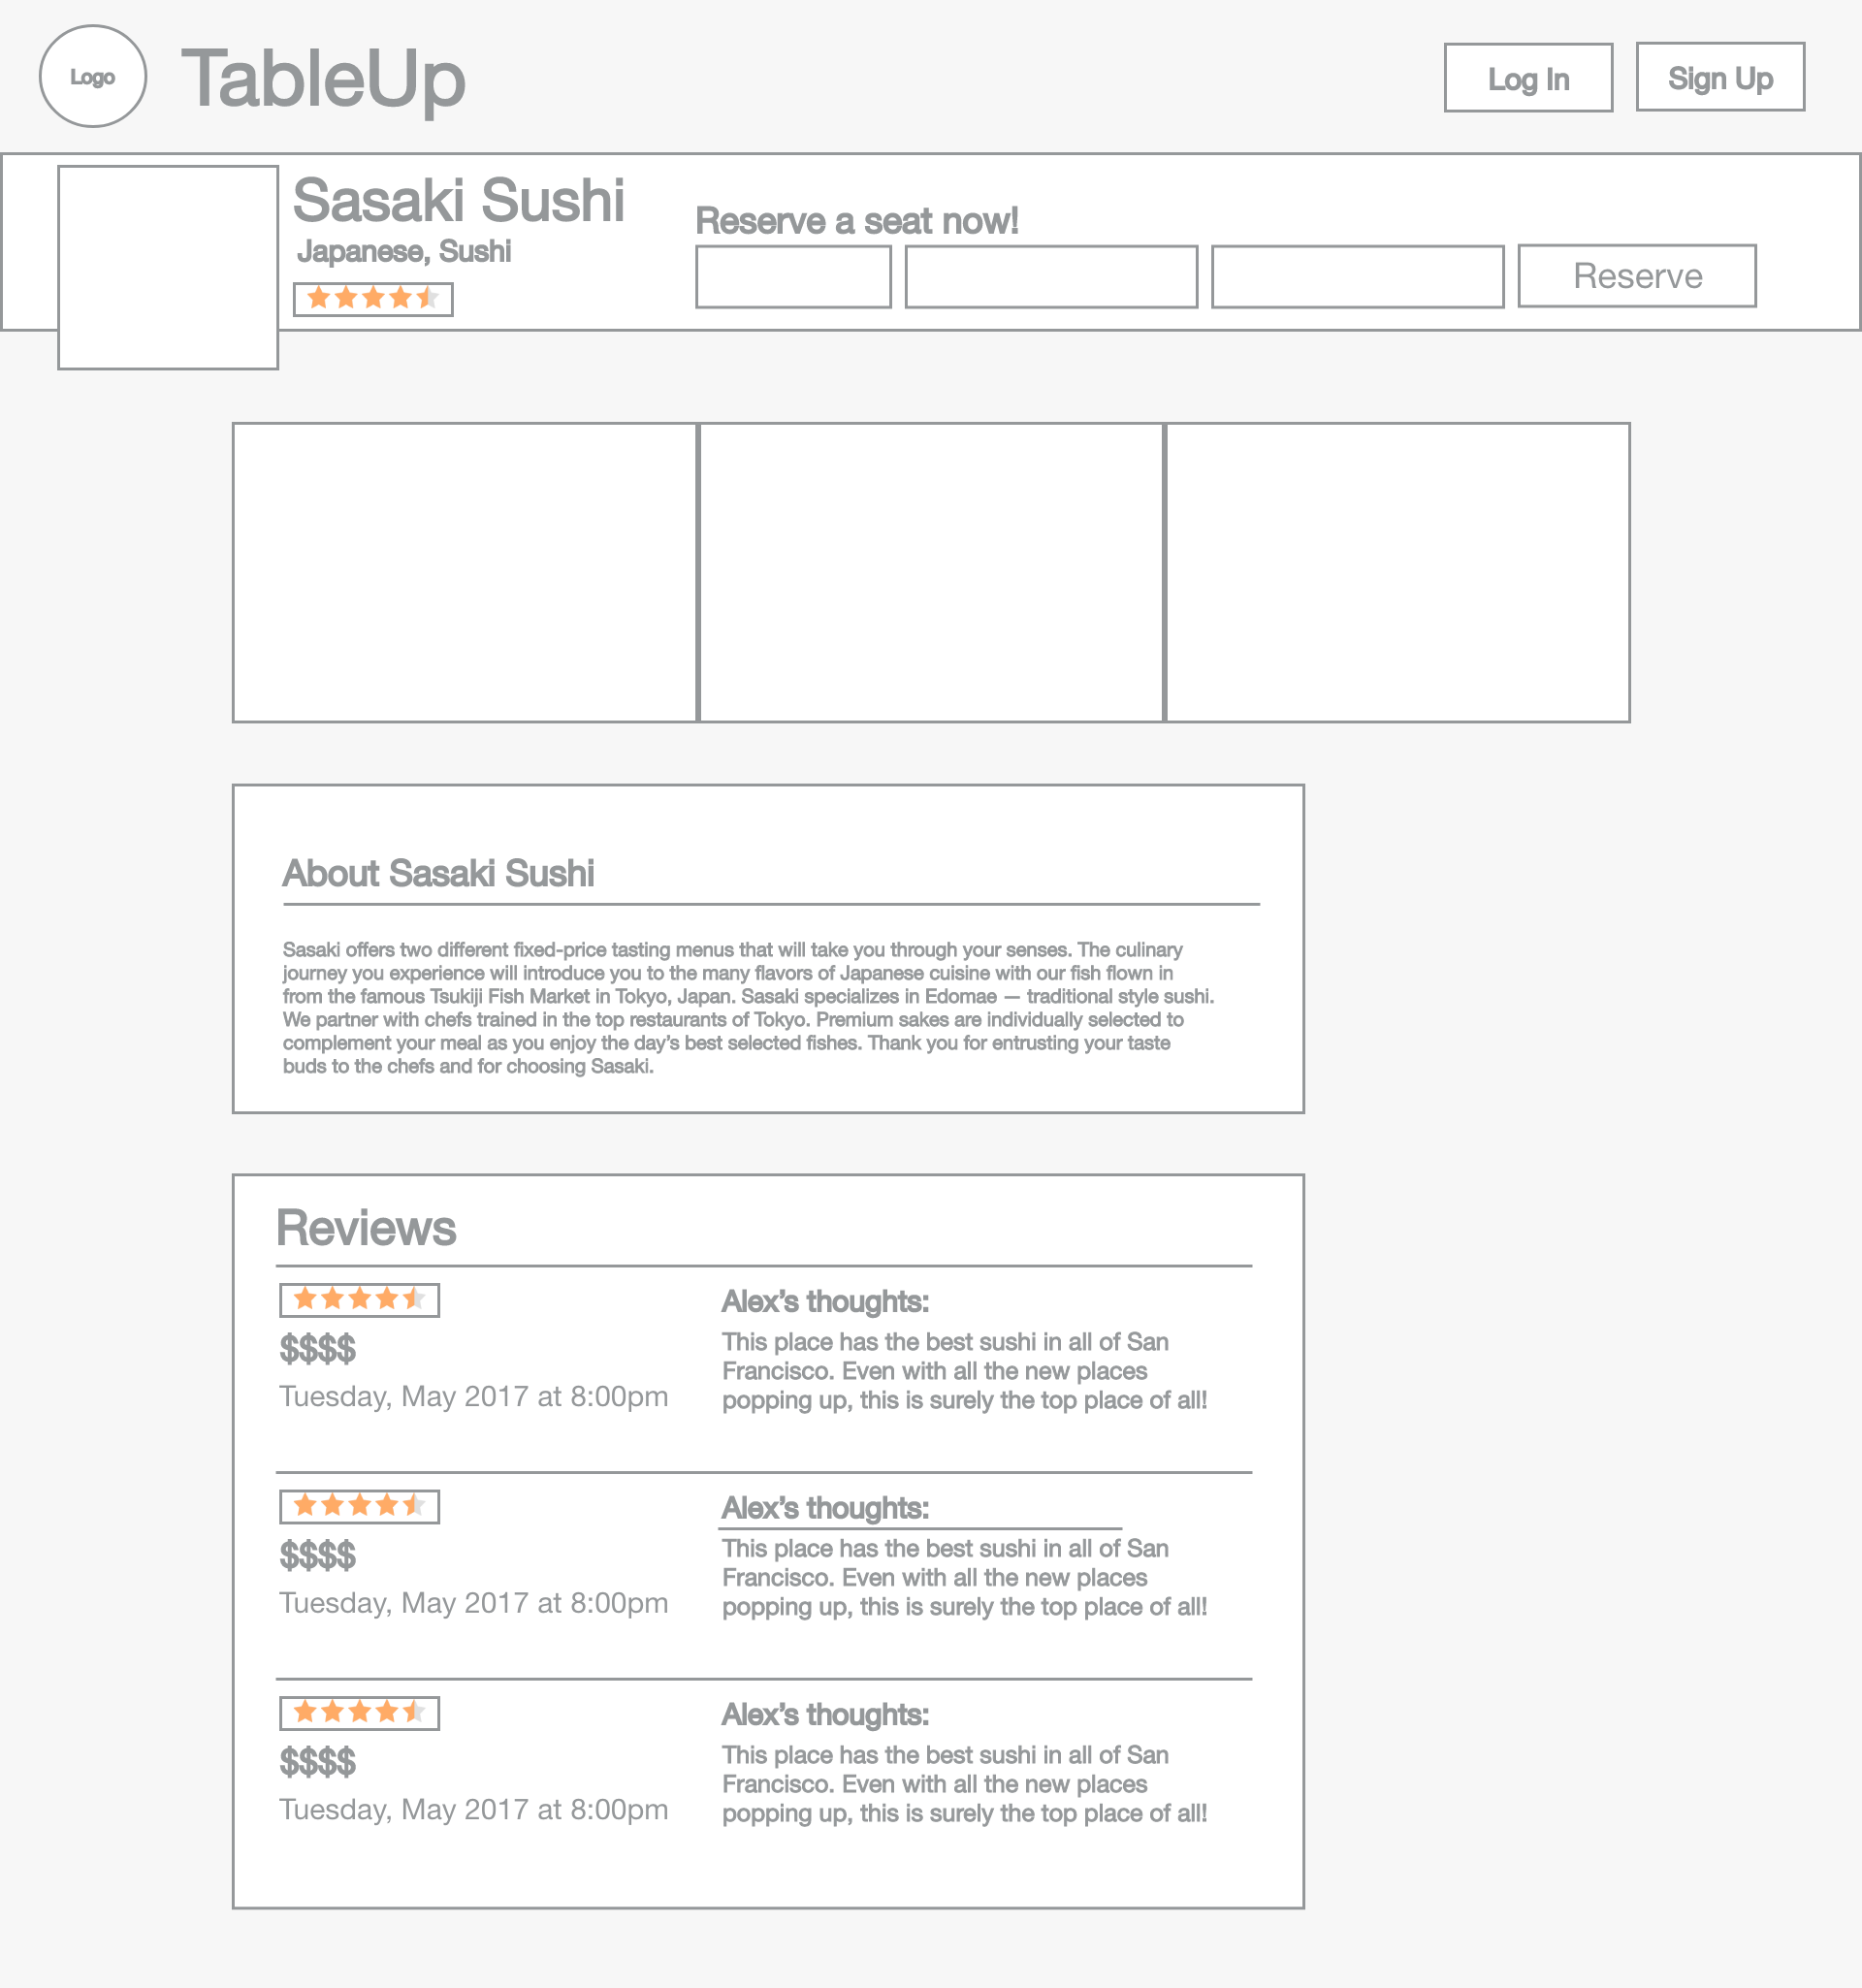 Logo
TableUp
Log In
Sign Up
Sasaki Sushi
Japanese, Sushi
Reserve a seat now!
Reserve
About Sasaki Sushi
Sasaki offers two different fixed-price tasting menus that will take you through your senses. The culinary
journey you experience will introduce you to the many flavors of Japanese cuisine with our fish flown in
from the famous Tsukiji Fish Market in Tokyo, Japan. Sasaki specializes in Edomae — traditional style sushi.
We partner with chefs trained in the top restaurants of Tokyo. Premium sakes are individually selected to
complement your meal as you enjoy the day’s best selected fishes. Thank you for entrusting your taste
buds to the chefs and for choosing Sasaki.
Reviews
$$$$
Tuesday, May 2017 at 8:00pm
Alex’s thoughts:
This place has the best sushi in all of San
Francisco. Even with all the new places
popping up, this is surely the top place of all!
$$$$
Tuesday, May 2017 at 8:00pm
Alex’s thoughts:
This place has the best sushi in all of San
Francisco. Even with all the new places
popping up, this is surely the top place of all!
$$$$
Tuesday, May 2017 at 8:00pm
Alex’s thoughts:
This place has the best sushi in all of San
Francisco. Even with all the new places
popping up, this is surely the top place of all!